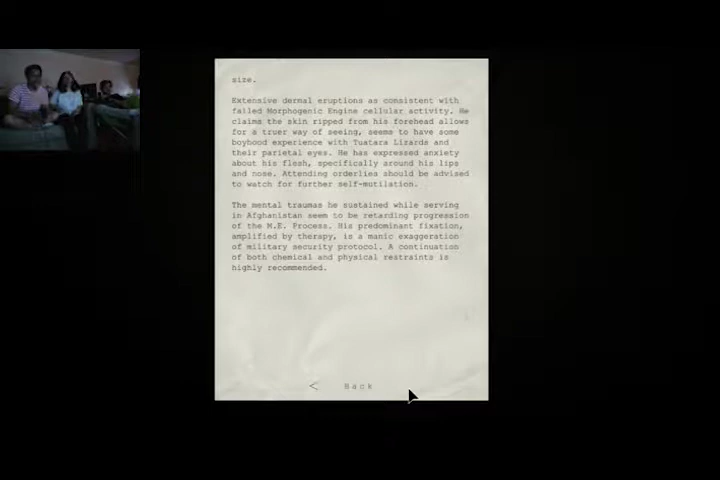 size.
Extensive dermal eruptions as consistent with
failed Morphogenic Engine cellular activity. He
claims the skin ripped from his forehead allows
for a truer way of seeing, seems to have some
boyhood experience with Tuatara Lizards and
their parietal eyes. He has expressed anxiety
about his flesh, specifically around his lips
and nose. Attending orderlies should be advised
to watch for further self-mutilation.
The mental traumas he sustained while serving
in Afghanistan seem to be retarding progression
of the M.E. Process. His predominant fixation,
amplified by therapy, is a manic exaggeration
of military security protocol. A continuation
of both chemical and physical restraints is
highly recommended.
< Back